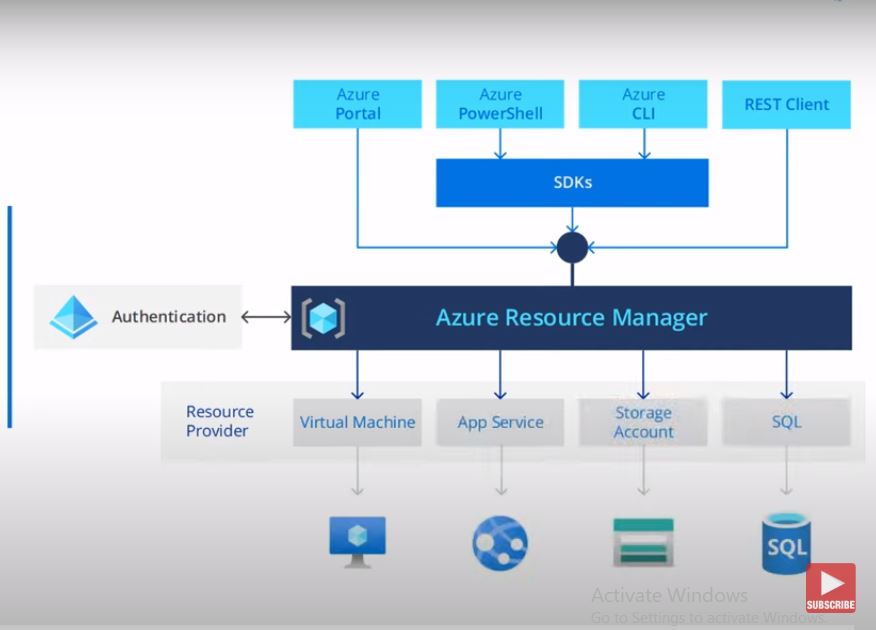 Azure
Portal
Azure
PowerShell
Azure
CLI
REST Client
SDKs
Authentication
Azure Resource Manager
Resource
Provider
Virtual Machine
App Service
Storage
Account
SQL
SQL
Activate Windows
Go to Settings to activate Windows.
SUBSCRIBE